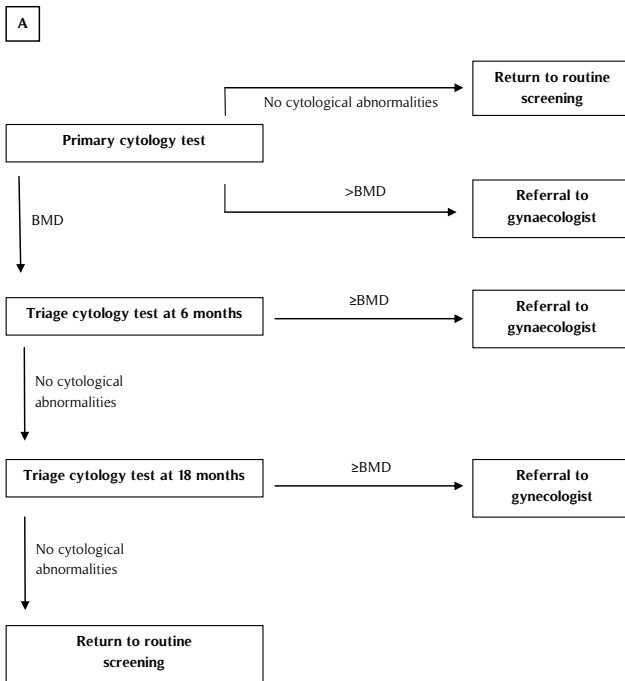 A
Return to routine
screening
No cytological abnormalities
Primary cytology test
>BMD
Referral to
gynaecologist
BMD
Triage cytology test at 6 months
≥BMD
Referral to
gynaecologist
No cytological
abnormalities
Triage cytology test at 18 months
≥BMD
Referral to
gynecologist
No cytological
abnormalities
Return to routine
screening